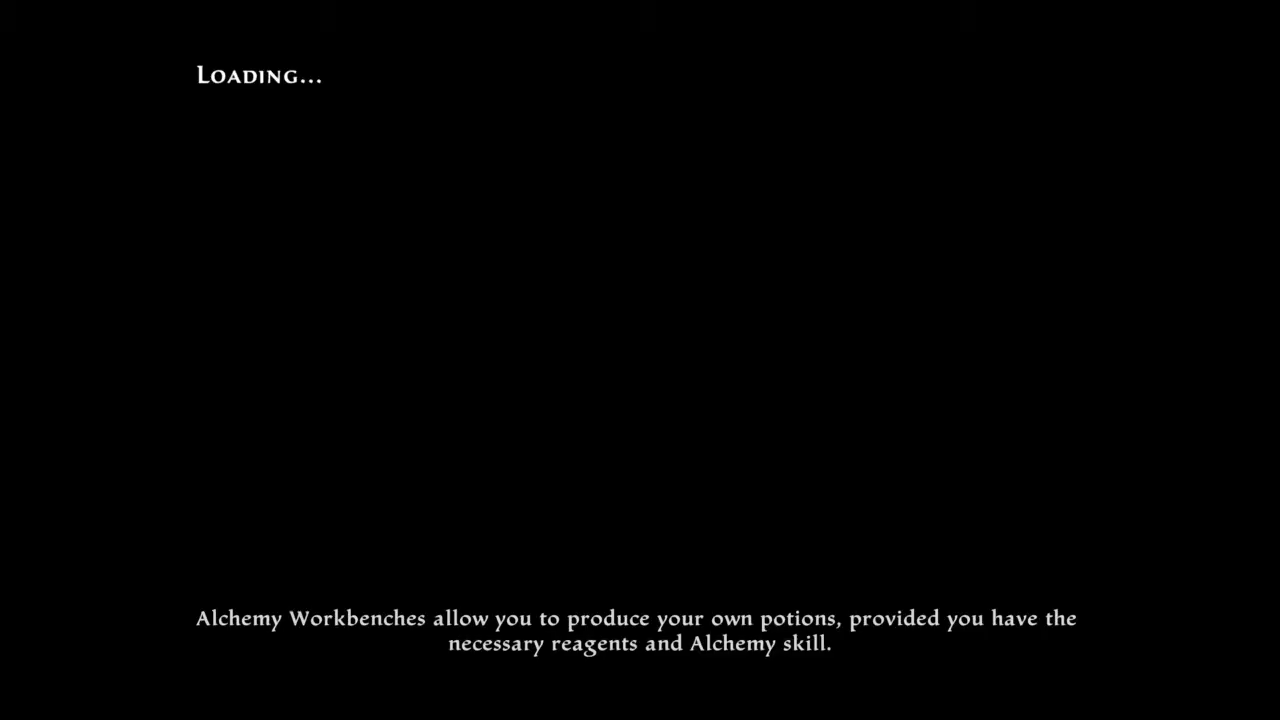 Loading...
Alchemy Workbenches allow you to produce your own potions, provided you have the
necessary reagents and Alchemy skill.